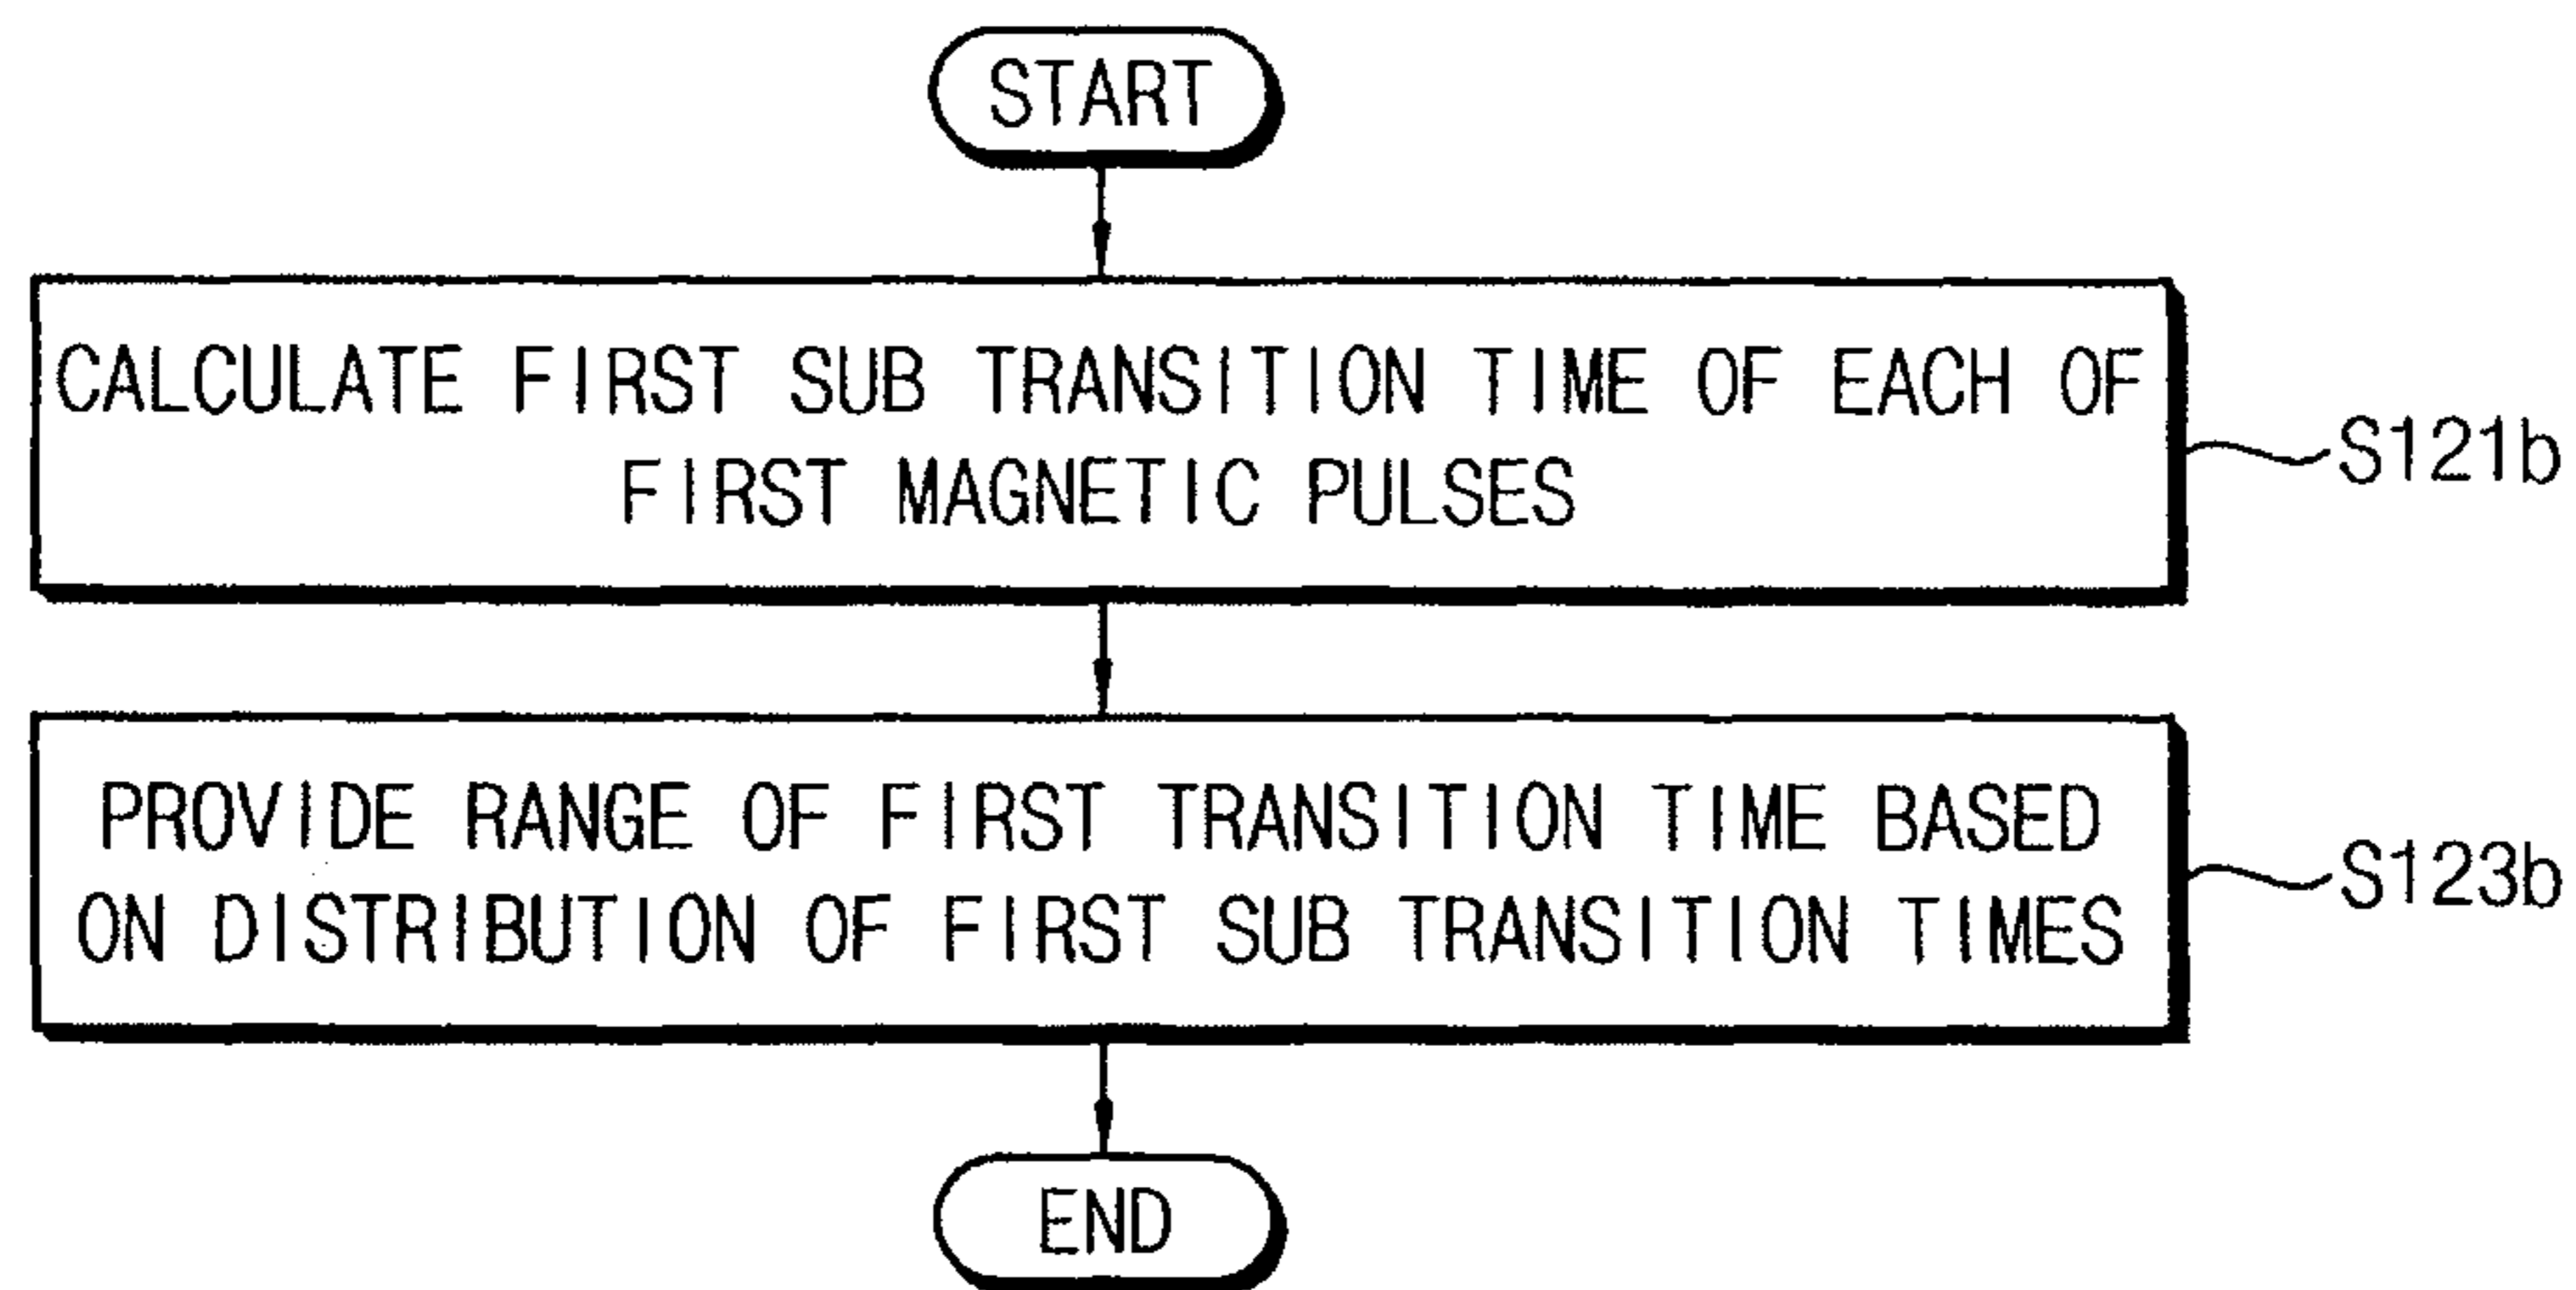 START
CALCULATE FIRST SUB TRANSITION TIME OF EACH OF
FIRST MAGNETIC PULSES
S121b
PROVIDE RANGE OF FIRST TRANSITION TIME BASED
ON DISTRIBUTION OF FIRST SUB TRANSITION TIMES
S123b
END